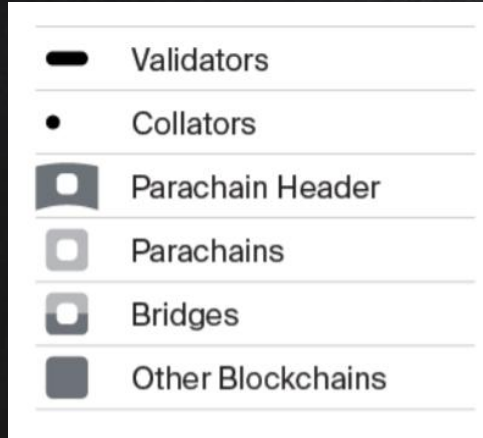 Validators
Collators
Parachain Header
Parachains
Bridges
Other Blockchains